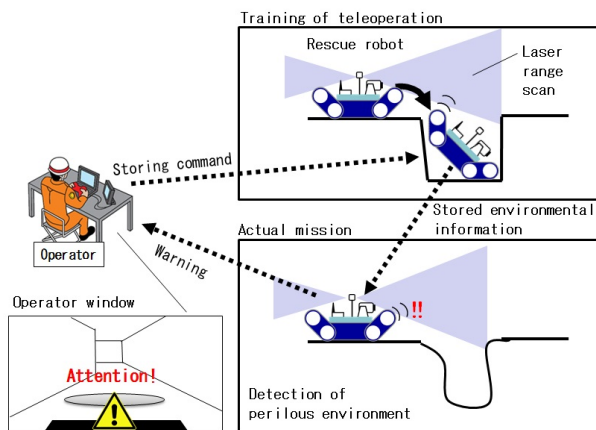 Training of teleoperation
Rescue robot
Laser
range
scan
Storing command
Operator
Stored environmental
information
Actual mission
Warning
!!
Operator window
Attention!
!
Detection of
perilous environment